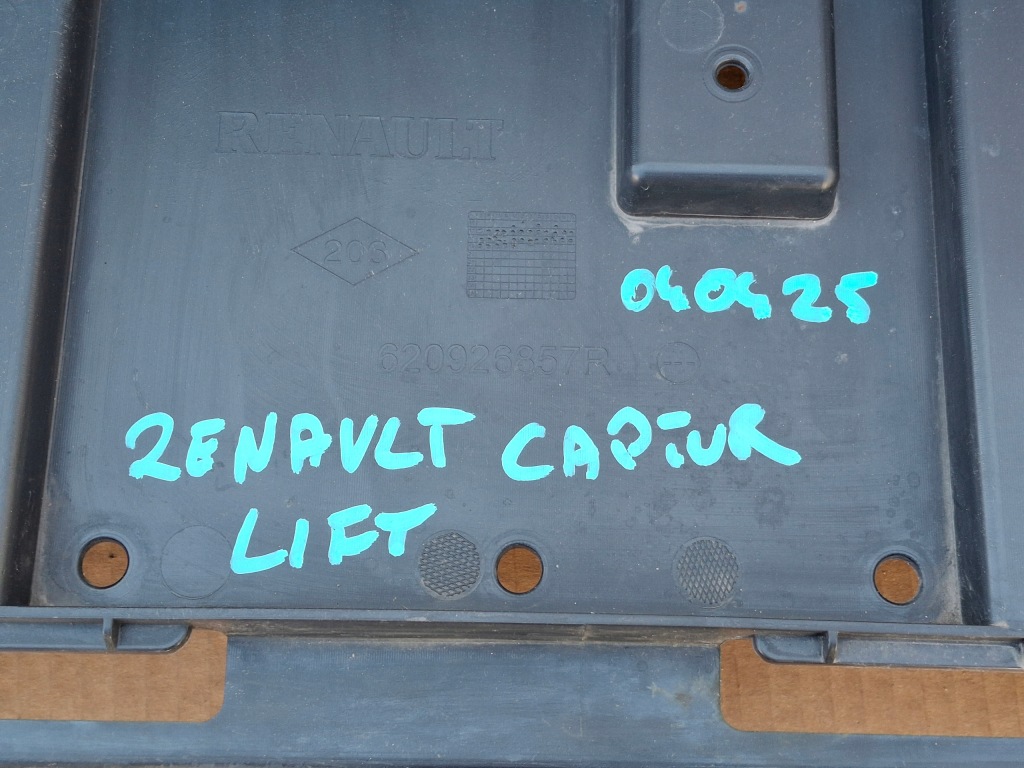 RENAULT
206
040425
620926857R
RENAULT CAPTUR
LIFT